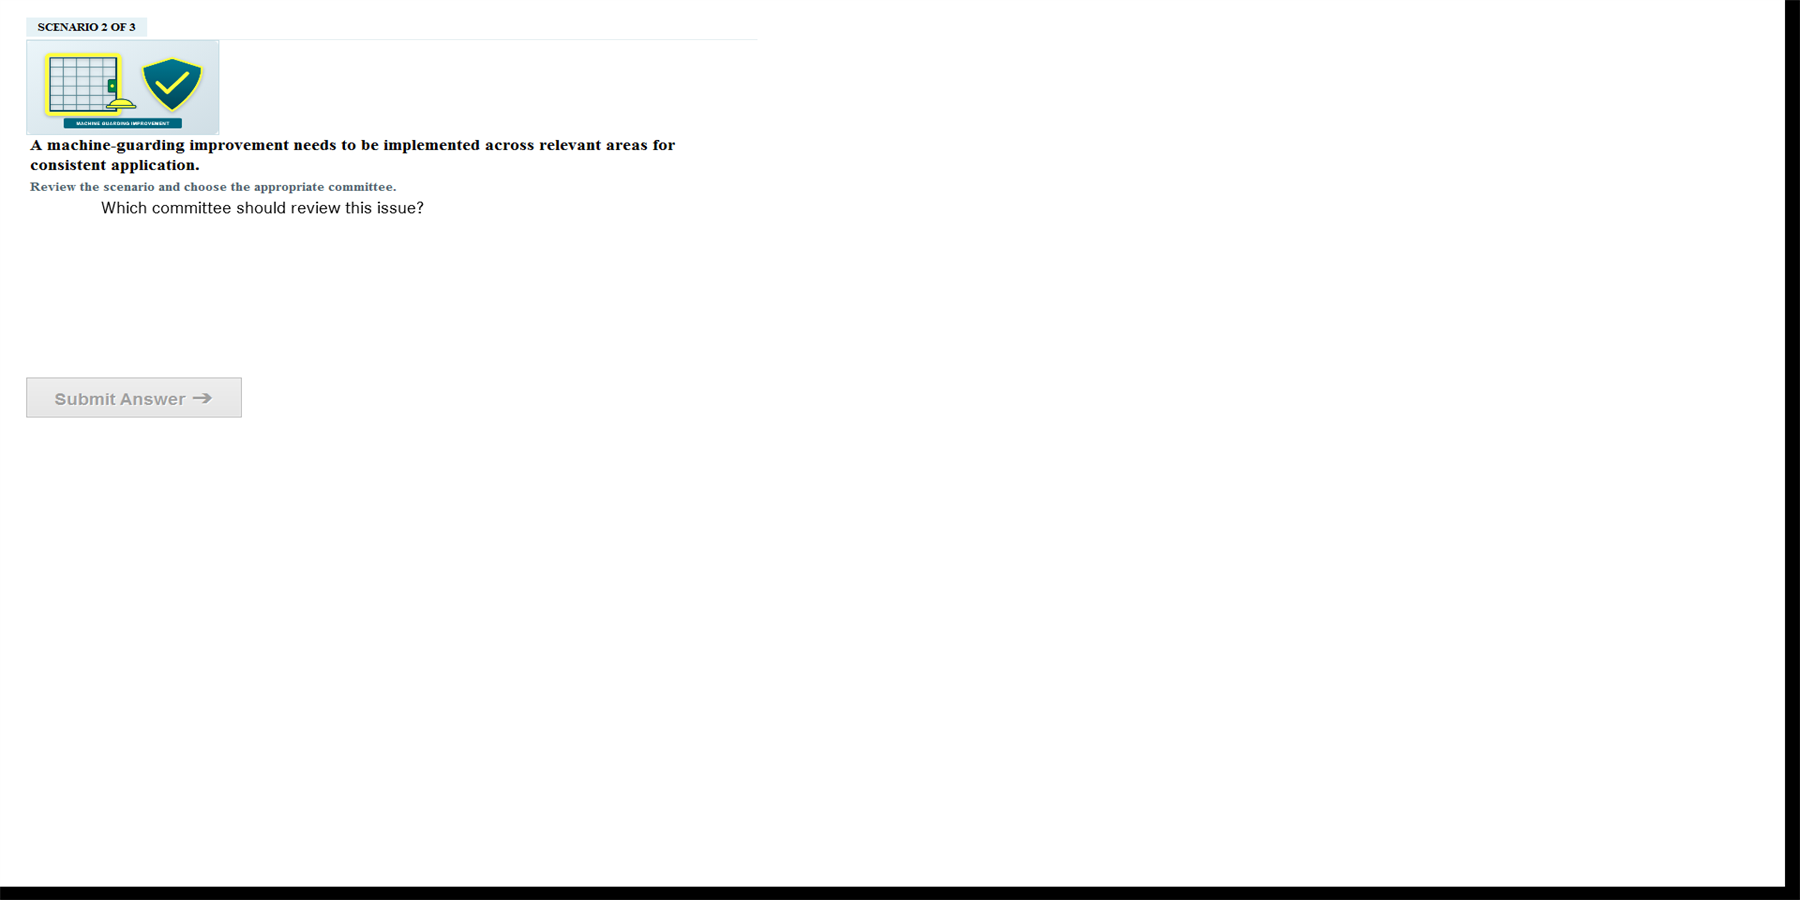 SCENARIO 2 OF 3
MACHINE GUARDING IMPROVEMENT
A machine-guarding improvement needs to be implemented across relevant areas for
consistent application.
Review the scenario and choose the appropriate committee.
Which committee should review this issue?
Submit Answer →